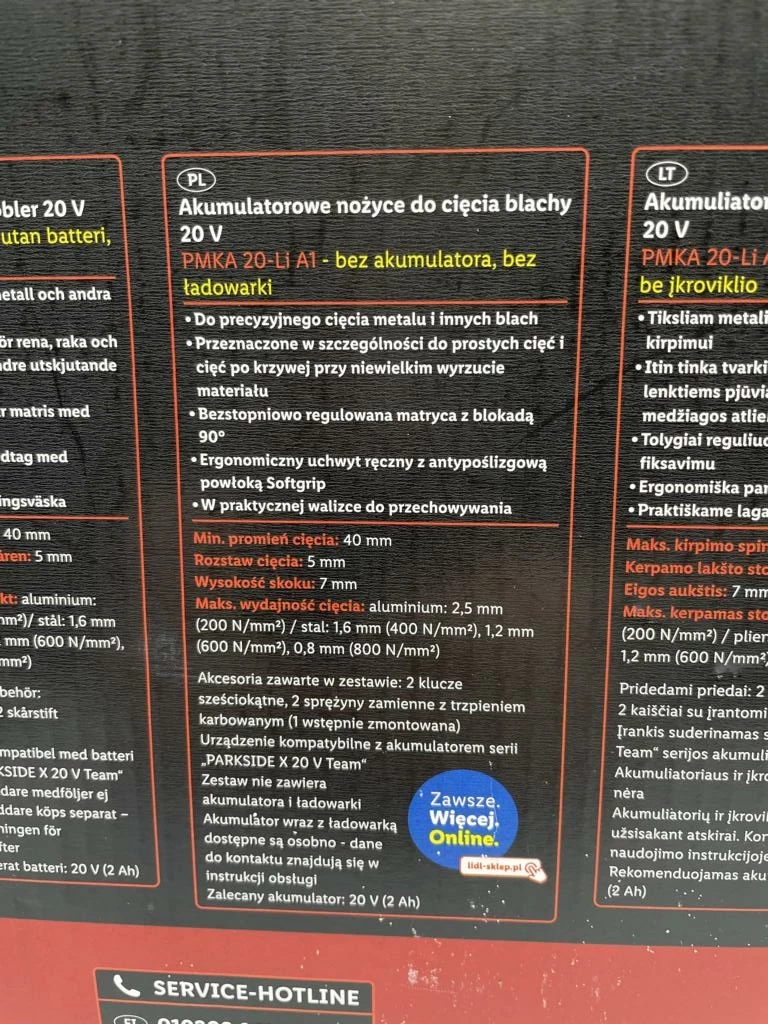 bler 20 V
utan batteri,
etall och andra
ör rena, raka och
ndre utskjutande
r matris med
dtag med
ingsväska
40 mm
åren: 5 mm
kt: aluminium:
mm²)/ stål: 1,6 mm
mm (600 N/mm²),
mm²)
behör:
2 skärstift
mpatibel med batteri
KSIDE X 20 V Team"
ddare medföljer ej
ddare köps separat –
ningen för
fter
erat batteri: 20 V (2 Ah)
PL
Akumulatorowe nożyce do cięcia blachy
20 V
PMKA 20-Li A1 - bez akumulatora, bez
ładowarki
• Do precyzyjnego cięcia metalu i innych blach
• Przeznaczone w szczególności do prostych cięć i
cięć po krzywej przy niewielkim wyrzucie
materiału
• Bezstopniowo regulowana matryca z blokadą
90°
• Ergonomiczny uchwyt ręczny z antypoślizgową
powłoką Softgrip
• W praktycznej walizce do przechowywania
Min. promień cięcia: 40 mm
Rozstaw cięcia: 5 mm
Wysokość skoku: 7 mm
Maks. wydajność cięcia: aluminium: 2,5 mm
(200 N/mm²) / stal: 1,6 mm (400 N/mm²), 1,2 mm
(600 N/mm²), 0,8 mm (800 N/mm²)
Akcesoria zawarte w zestawie: 2 klucze
sześciokątne, 2 sprężyny zamienne z trzpieniem
karbowanym (1 wstępnie zmontowana)
Urządzenie kompatybilne z akumulatorem serii
„PARKSIDE X 20 V Team"
Zestaw nie zawiera
akumulatora i ładowarki
Akumulator wraz z ładowarką
dostępne są osobno - dane
do kontaktu znajdują się w
instrukcji obsługi
Zalecany akumulator: 20 V (2 Ah)
Zawsze.
Więcej.
Online.
lidl-sklep.pl
LT
Akumuliator
20 V
PMKA 20-Li A
be įkroviklio
• Tiksliam metali
kirpimui
• Itin tinka tvarki
lenktiems pjūvia
medžiagos atlie
• Tolygiai reguliuo
fiksavimu
• Ergonomiška pa
• Praktiškame laga
Maks. kirpimo spin
Kerpamo lakšto sto
Eigos aukštis: 7 mm
Maks. kerpamas sto
(200 N/mm²) / plien
1,2 mm (600 N/mm²)
Pridedami priedai: 2
2 kaiščiai su įrantomi
Įrankis suderinamas s
Team“ serijos akumuli
Akumuliatoriaus ir įkro
nėra
Akumuliatorių ir įkrovik
užsisakant atskirai. Kon
naudojimo instrukcijoje
Rekomenduojamas aku
(2 Ah)
SERVICE-HOTLINE
FI